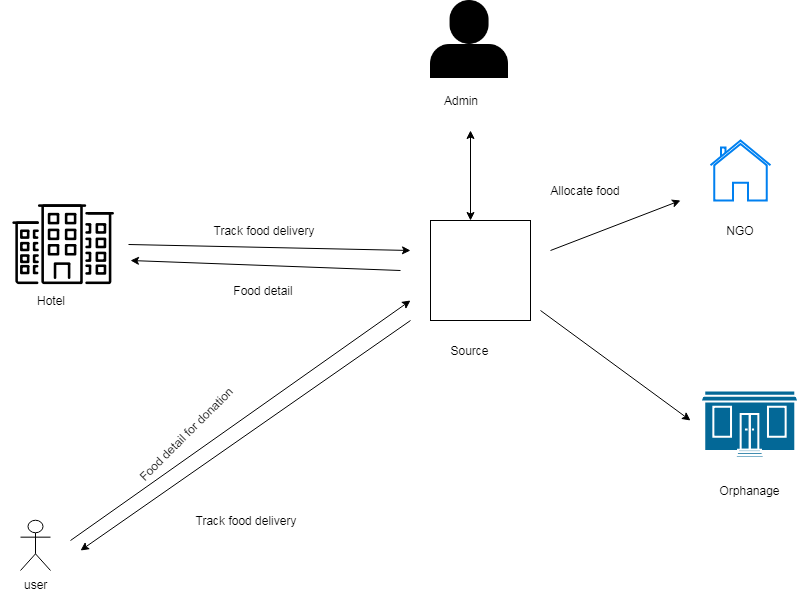 Admin
Allocate food
NGO
Track food delivery
Food detail
Hotel
Source
Food detail for donation
Orphanage
Track food delivery
user